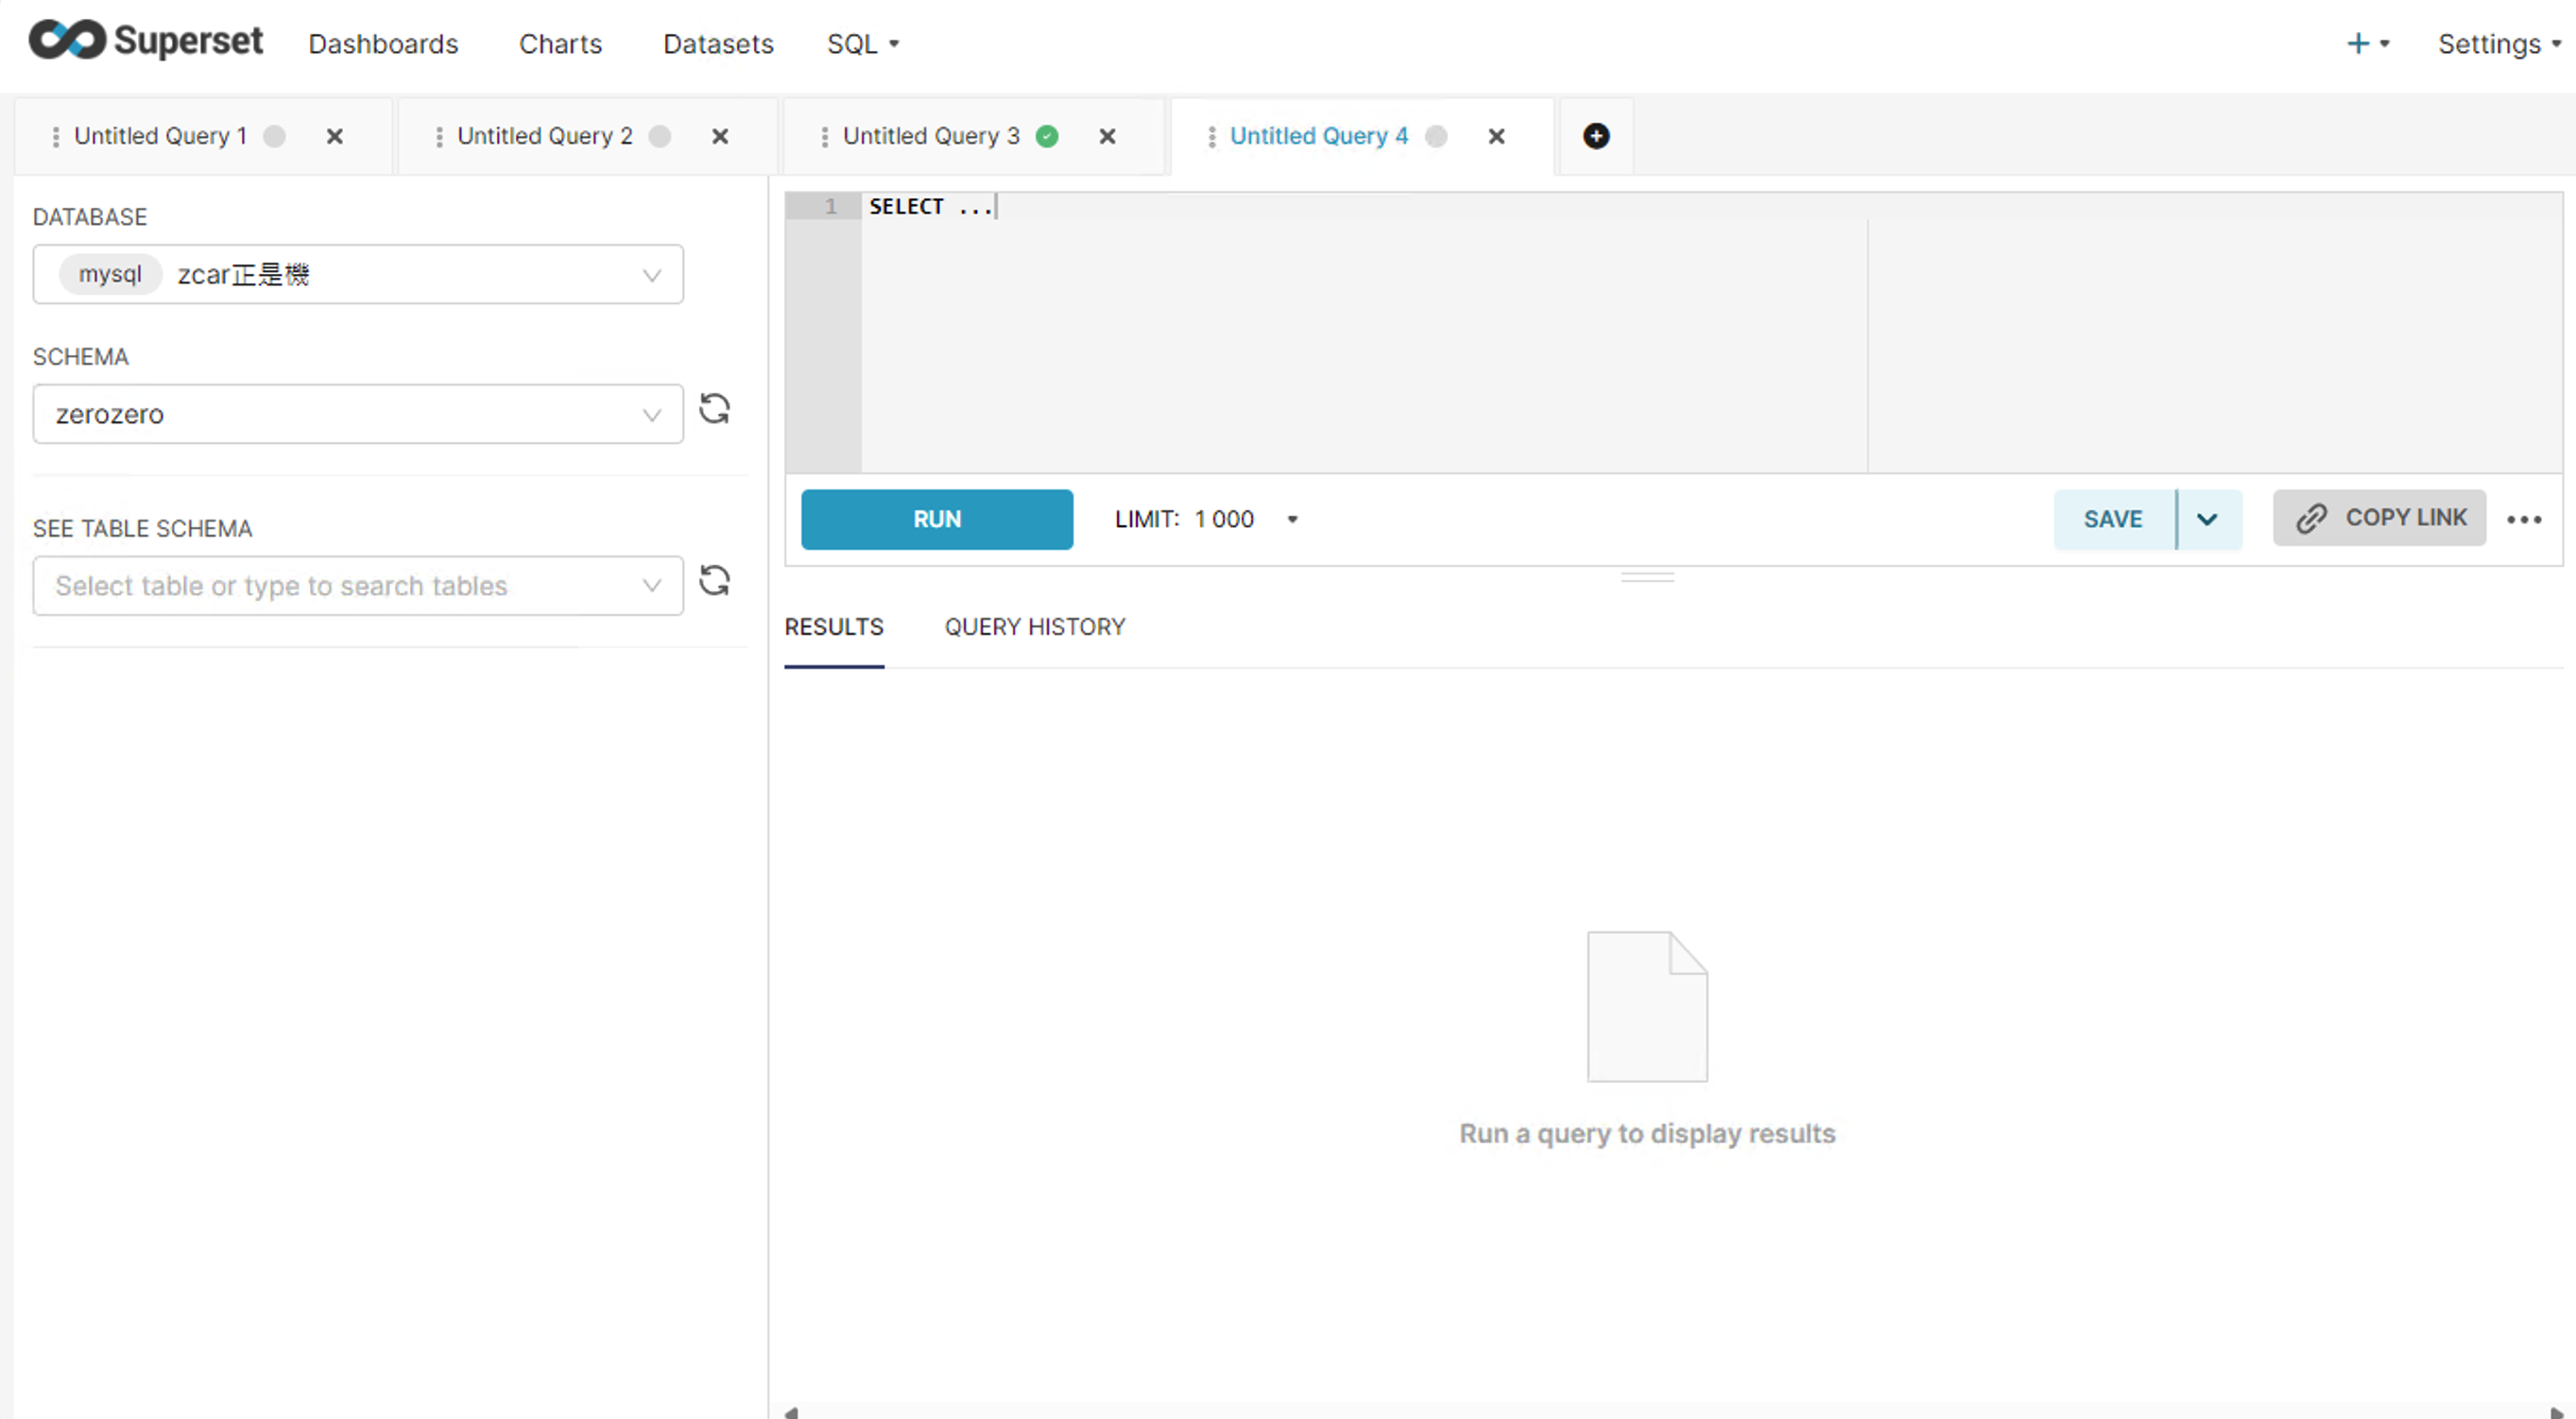 Superset Dashboards Charts Datasets SQL + Settings
Untitled Query 1 Untitled Query 2 Untitled Query 3 Untitled Query 4
DATABASE
mysql zcar正是機
SCHEMA
zerozero
SEE TABLE SCHEMA
Select table or type to search tables
1 SELECT ...
RUN LIMIT: 1 000 SAVE COPY LINK
RESULTS QUERY HISTORY
Run a query to display results